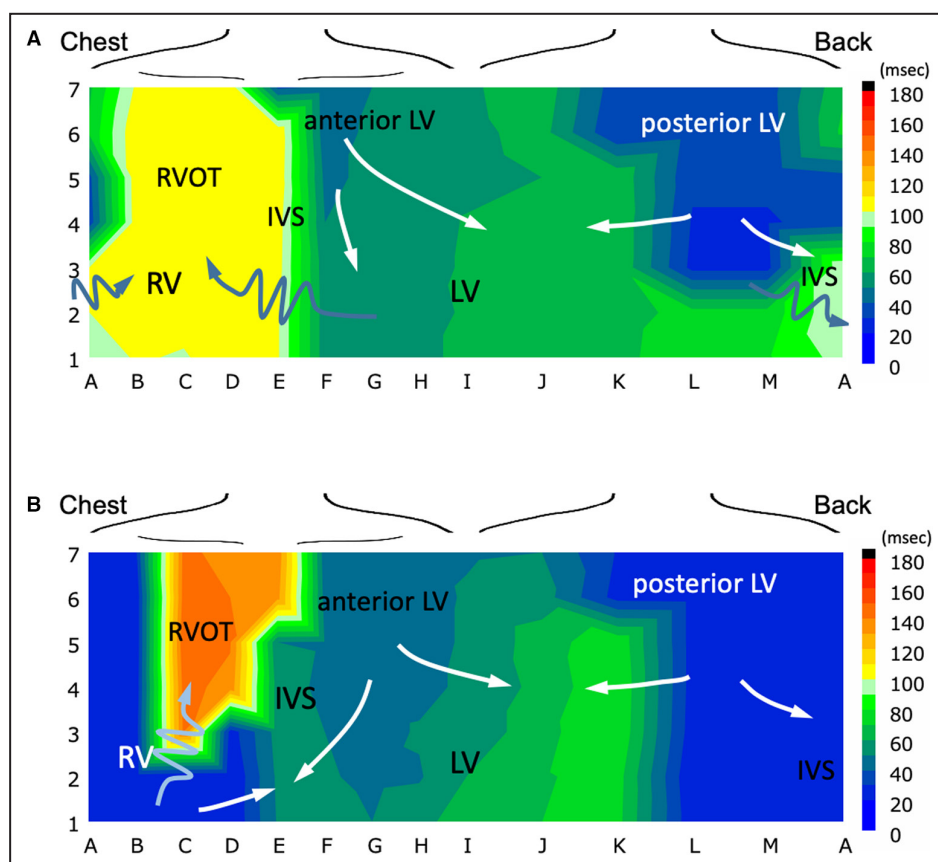 A
Chest
Back
(msec)
7
6
5
4
3
2
1
RVOT
RV
IVS
anterior LV
LV
posterior LV
IVS
180
160
140
120
100
80
60
40
20
0
A B C D E F G H I J K L M A
B
Chest
Back
(msec)
7
6
5
4
3
2
1
RVOT
RV
IVS
anterior LV
LV
posterior LV
IVS
180
160
140
120
100
80
60
40
20
0
A B C D E F G H I J K L M A